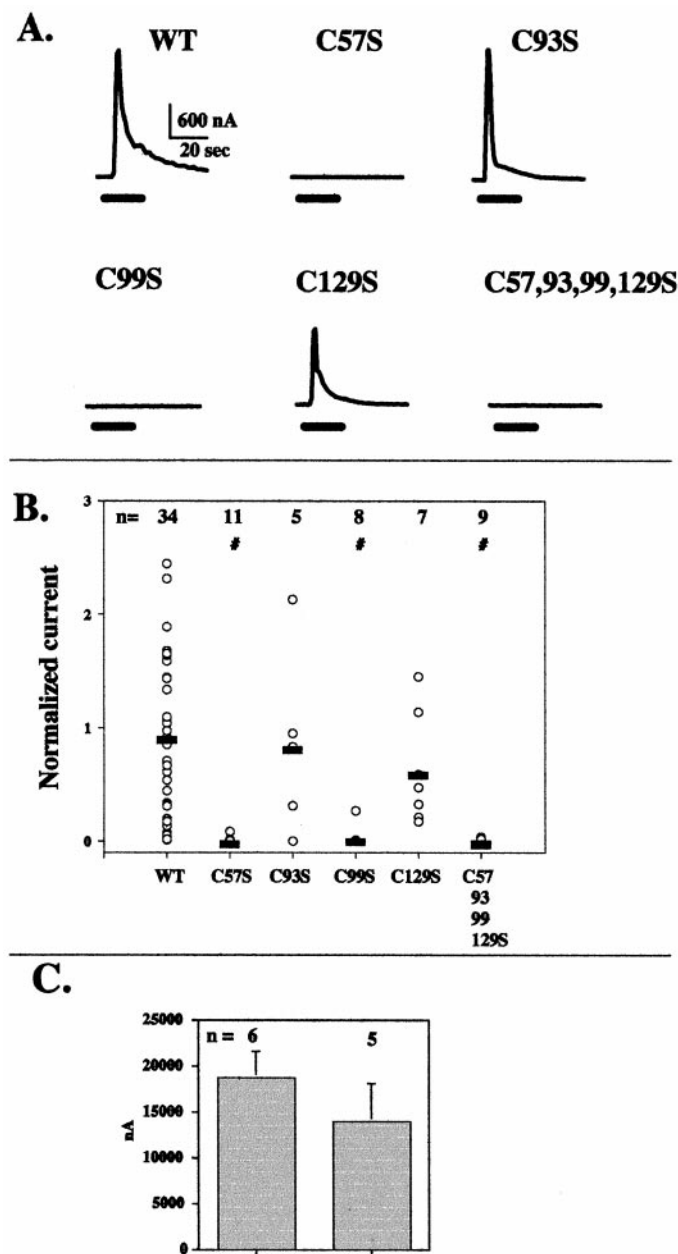 A.
WT C57S C93S
600 nA
20 sec
C99S C129S C57,93,99,129S
B.
3
n= 34 11 5 8 7 9
# # #
2
Normalized current
1
0
WT C57S C93S C99S C129S C57
93
99
129S
C.
25000
n = 6 5
20000
15000
nA
10000
5000
0